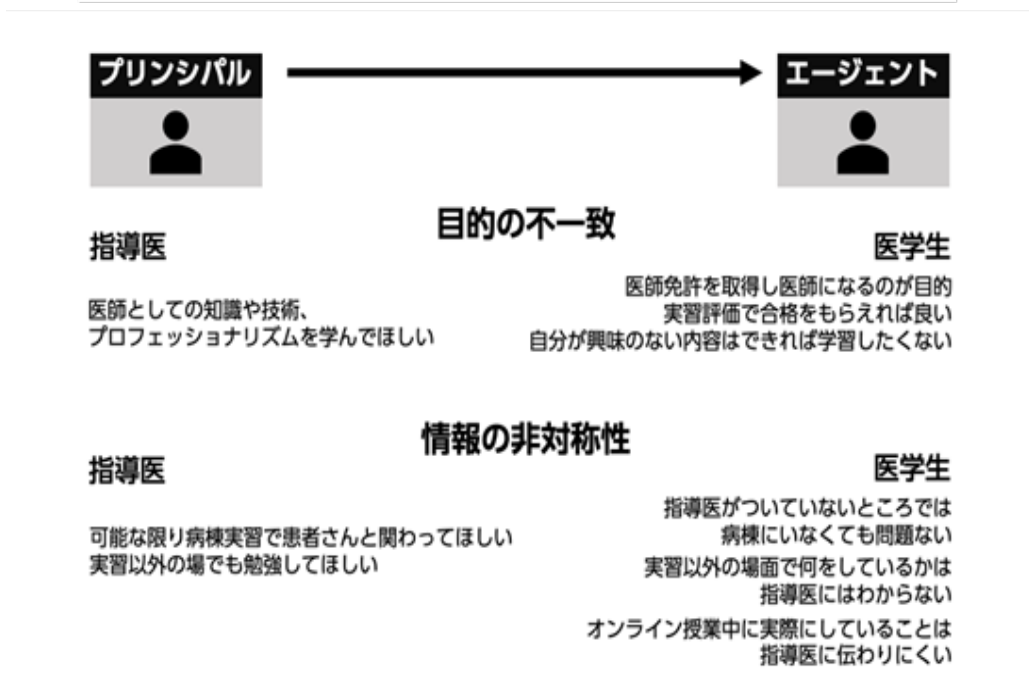 プリンシパル
エージェント
目的の不一致
指導医
医師としての知識や技術、
プロフェッショナリズムを学んでほしい
医学生
医師免許を取得し医師になるのが目的
実習評価で合格をもらえれば良い
自分が興味のない内容はできれば学習したくない
情報の非対称性
指導医
可能な限り病棟実習で患者さんと関わってほしい
実習以外の場でも勉強してほしい
医学生
指導医がついていないところでは
病棟にいなくても問題ない
実習以外の場面で何をしているかは
指導医にはわからない
オンライン授業中に実際にしていることは
指導医に伝わりにくい